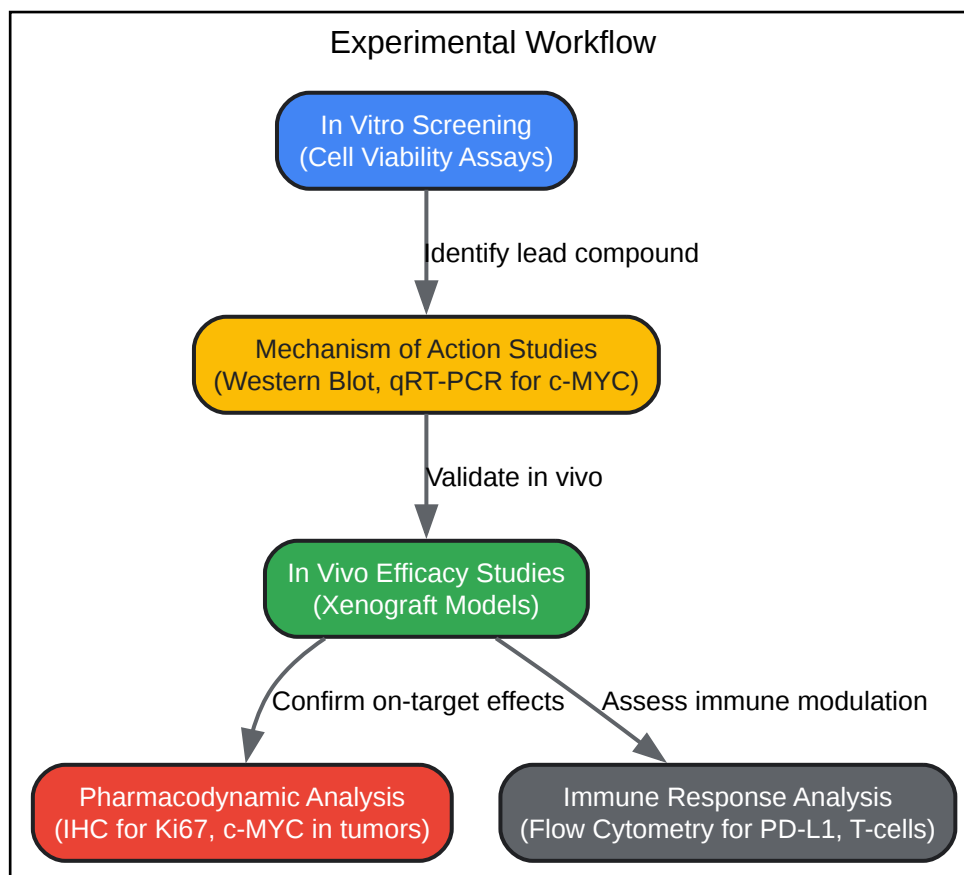 Experimental Workflow
In Vitro Screening
(Cell Viability Assays)
Identify lead compound
Mechanism of Action Studies
(Western Blot, qRT-PCR for c-MYC)
Validate in vivo
In Vivo Efficacy Studies
(Xenograft Models)
Confirm on-target effects
Assess immune modulation
Pharmacodynamic Analysis
(IHC for Ki67, c-MYC in tumors)
Immune Response Analysis
(Flow Cytometry for PD-L1, T-cells)